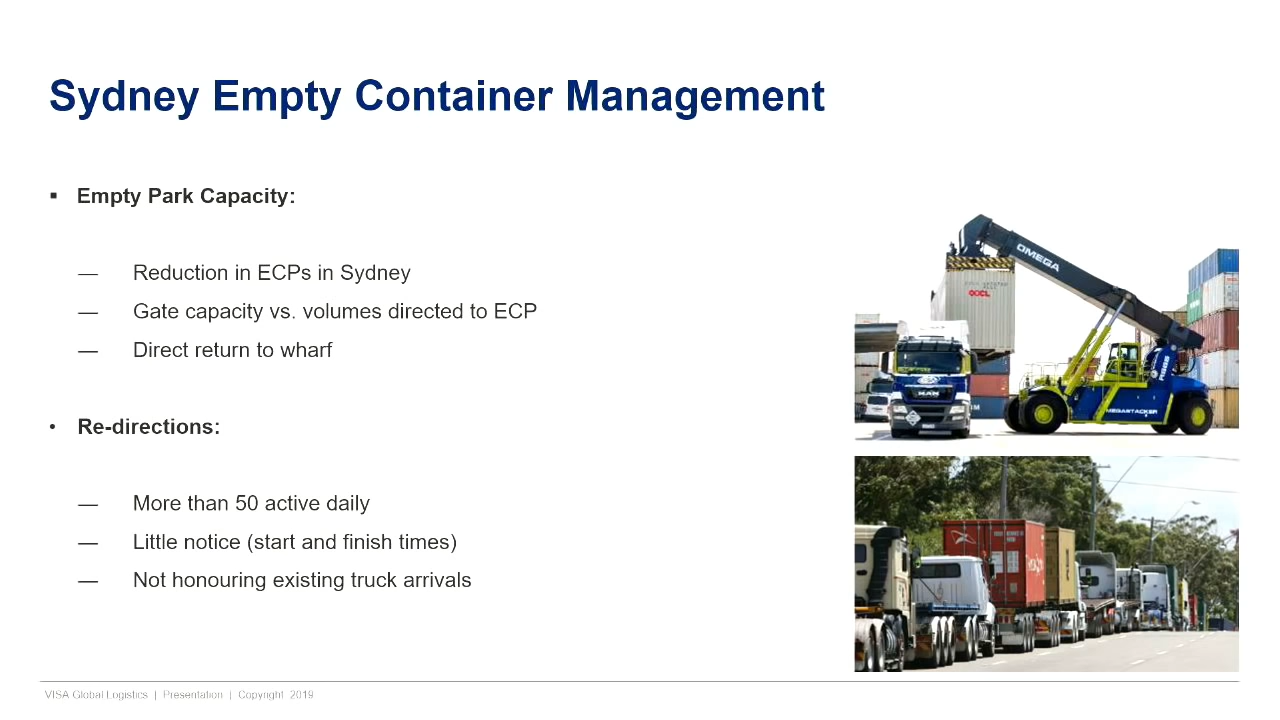 Sydney Empty Container Management
▪ Empty Park Capacity:
— Reduction in ECPs in Sydney
— Gate capacity vs. volumes directed to ECP
— Direct return to wharf
• Re-directions:
— More than 50 active daily
— Little notice (start and finish times)
— Not honouring existing truck arrivals
OMEGA
OOCL
MAN
MEGASTACKER
VISA Global Logistics | Presentation | Copyright 2019